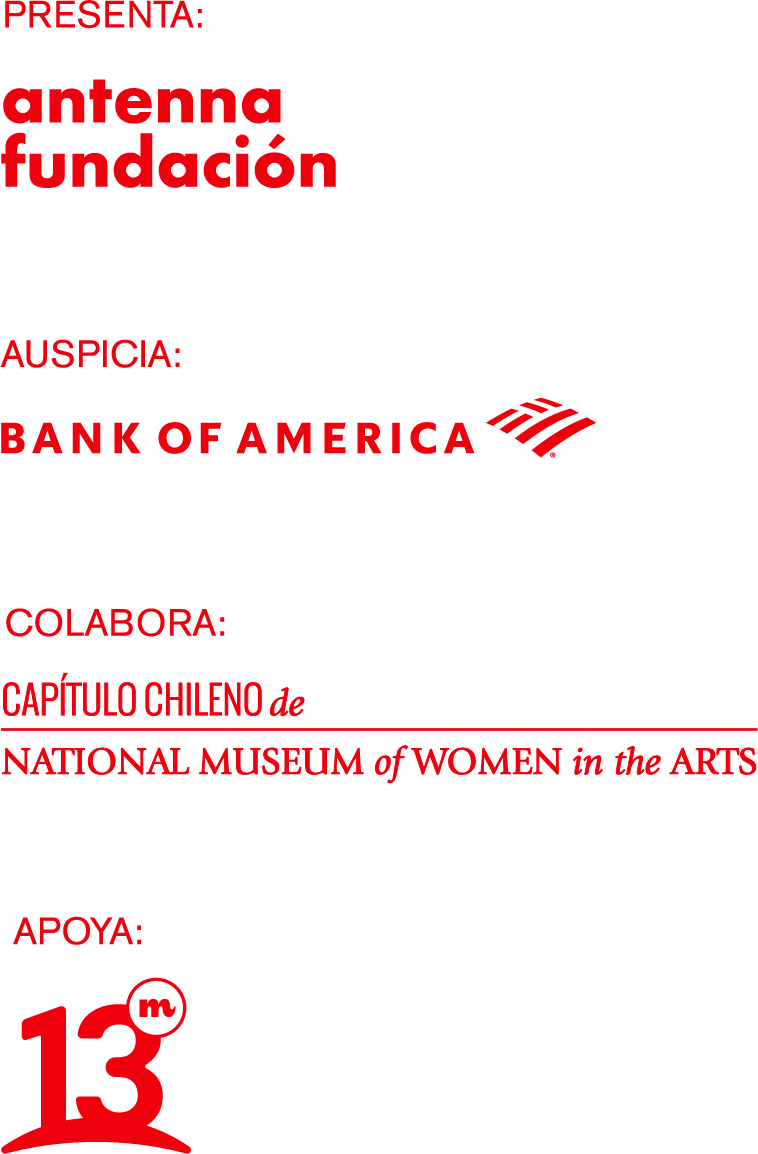 PRESENTA:
antenna
fundación
AUSPICIA:
BANK OF AMERICA
COLABORA:
CAPÍTULO CHILENO de
NATIONAL MUSEUM of WOMEN in the ARTS
APOYA:
13 m